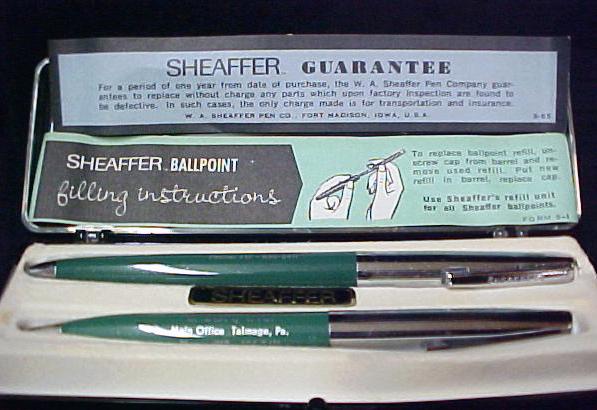 SHEAFFER™ GUARANTEE
For a period of one year from date of purchase, the W. A. Sheaffer Pen Company guar-
antees to replace without charge any parts which upon factory inspection are found to
be defective. In such cases, the only charge made is for transportation and insurance.
W. A. SHEAFFER PEN CO., FORT MADISON, IOWA, U.S.A.
SHEAFFER™ BALLPOINT
filling instructions
To replace ballpoint refill, un-
screw cap from barrel and re-
move used refill. Put new
refill in barrel, replace cap.
Use Sheaffer's refill unit
for all Sheaffer ballpoints.
FORM S-1
SHEAFFER
Main Office Talmage, Pa.